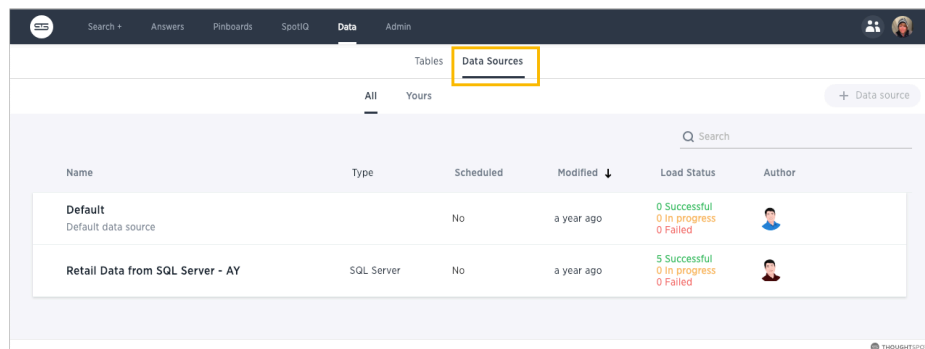 Search + Answers Pinboards SpotIQ Data Admin
Tables Data Sources
All Yours
+ Data source
Search
Name Type Scheduled Modified ↓ Load Status Author
Default
Default data source
No a year ago
0 Successful
0 In progress
0 Failed
Retail Data from SQL Server - AY SQL Server No a year ago
5 Successful
0 In progress
0 Failed
THOUGHTSPO